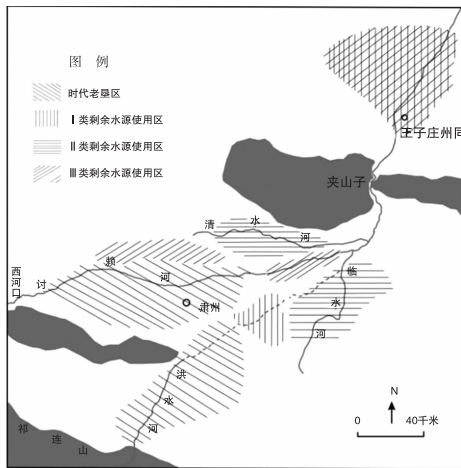 图 例
时代老垦区
Ⅰ类剩余水源使用区
Ⅱ类剩余水源使用区
Ⅲ类剩余水源使用区
王子庄州同
夹山子
清水河
西河口
讨赖河
临水河
肃州
洪水河
祁连山
N
0 40千米